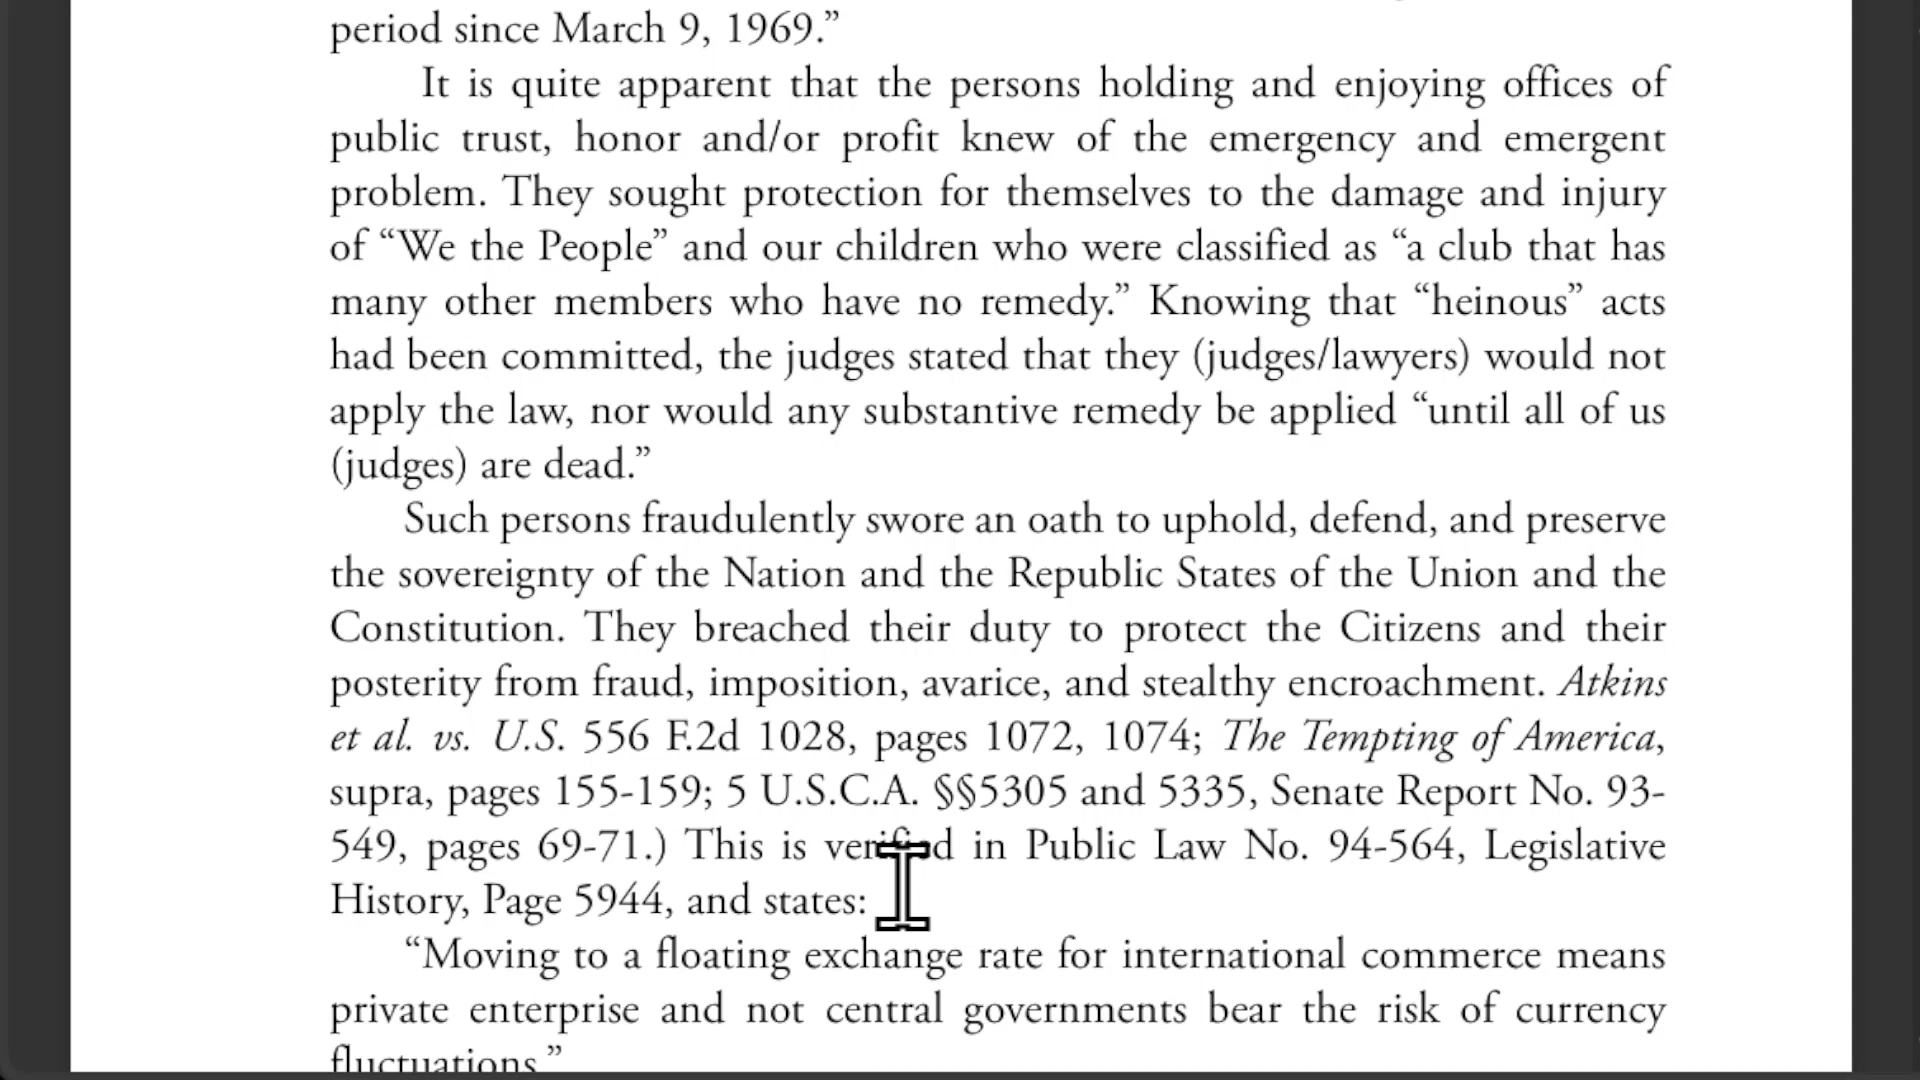 period since March 9, 1969.”
It is quite apparent that the persons holding and enjoying offices of
public trust, honor and/or profit knew of the emergency and emergent
problem. They sought protection for themselves to the damage and injury
of “We the People” and our children who were classified as “a club that has
many other members who have no remedy.” Knowing that “heinous” acts
had been committed, the judges stated that they (judges/lawyers) would not
apply the law, nor would any substantive remedy be applied “until all of us
(judges) are dead.”
Such persons fraudulently swore an oath to uphold, defend, and preserve
the sovereignty of the Nation and the Republic States of the Union and the
Constitution. They breached their duty to protect the Citizens and their
posterity from fraud, imposition, avarice, and stealthy encroachment. Atkins
et al. vs. U.S. 556 F.2d 1028, pages 1072, 1074; The Tempting of America,
supra, pages 155-159; 5 U.S.C.A. §§5305 and 5335, Senate Report No. 93-
549, pages 69-71.) This is verified in Public Law No. 94-564, Legislative
History, Page 5944, and states:
“Moving to a floating exchange rate for international commerce means
private enterprise and not central governments bear the risk of currency
fluctuations.”